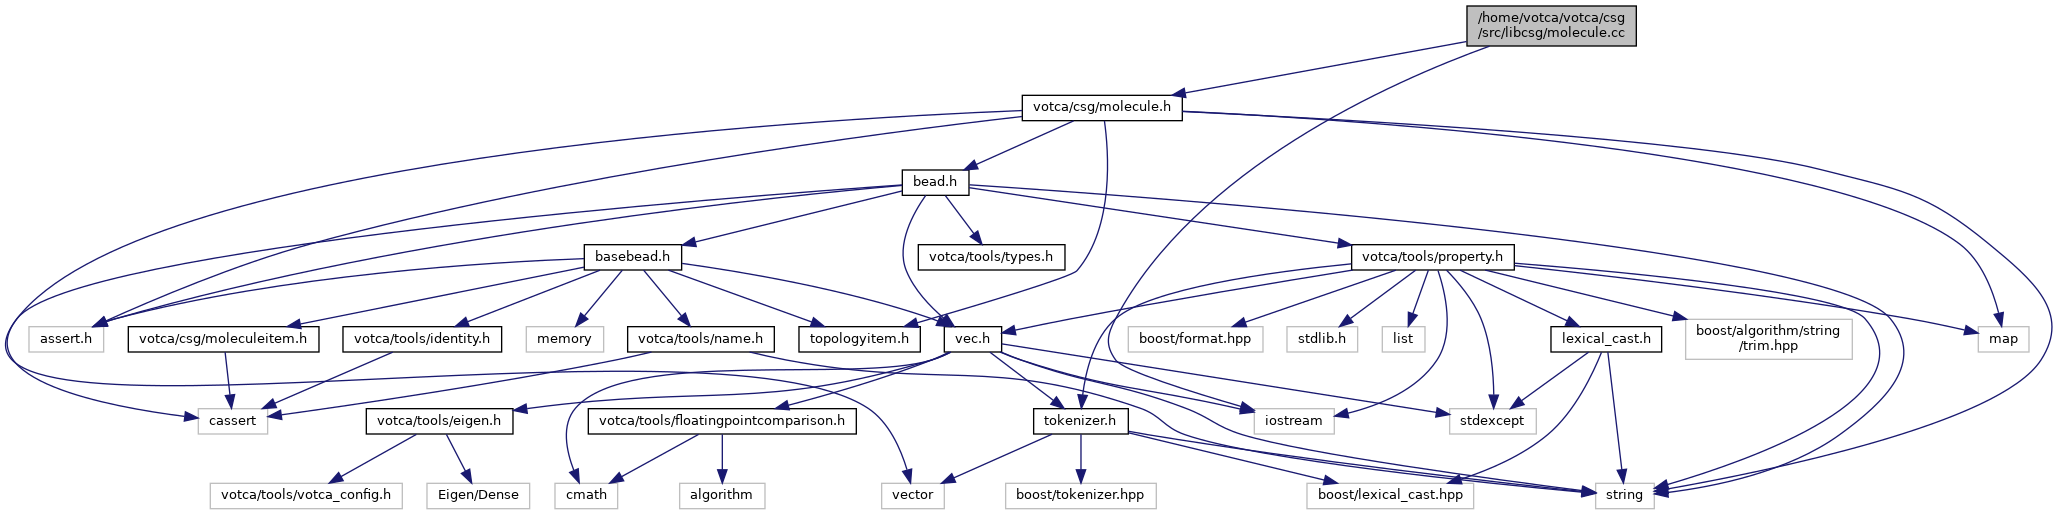 /home/votca/votca/csg
/src/libcsg/molecule.cc
votca/csg/molecule.h
bead.h
basebead.h
votca/tools/types.h
votca/tools/property.h
assert.h
votca/csg/moleculeitem.h
votca/tools/identity.h
memory
votca/tools/name.h
topologyitem.h
vec.h
boost/format.hpp
stdlib.h
list
lexical_cast.h
boost/algorithm/string
/trim.hpp
map
cassert
votca/tools/eigen.h
votca/tools/floatingpointcomparison.h
tokenizer.h
iostream
stdexcept
votca/tools/votca_config.h
Eigen/Dense
cmath
algorithm
vector
boost/tokenizer.hpp
boost/lexical_cast.hpp
string